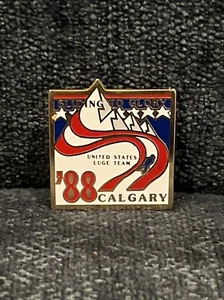 SLIDING TO GLORY
UNITED STATES
LUGE TEAM
'88 CALGARY